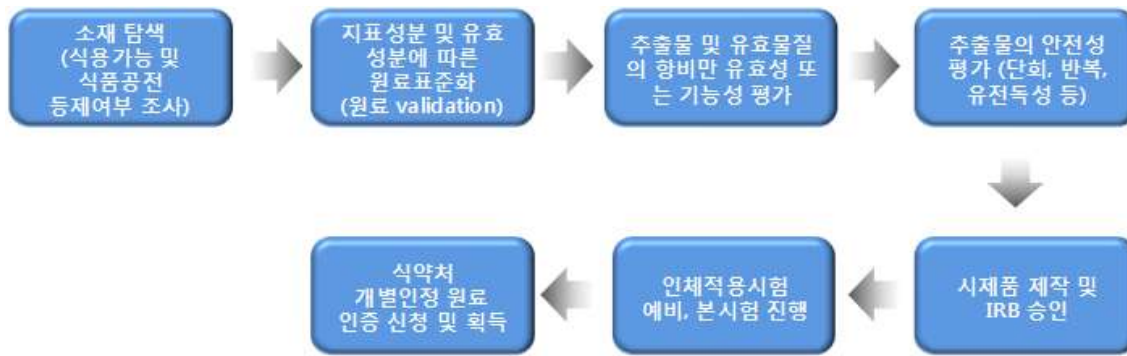 소재 탐색
(식용가능 및
식품공전
등제여부 조사)
지표성분 및 유효
성분에 따른
원료표준화
(원료 validation)
추출물 및 유효물질
의 항비만 유효성 또
는 기능성 평가
추출물의 안전성
평가 (단회, 반복,
유전독성 등)
시제품 제작 및
IRB 승인
인체적용시험
예비, 본시험 진행
식약처
개별인정 원료
인증 신청 및 획득